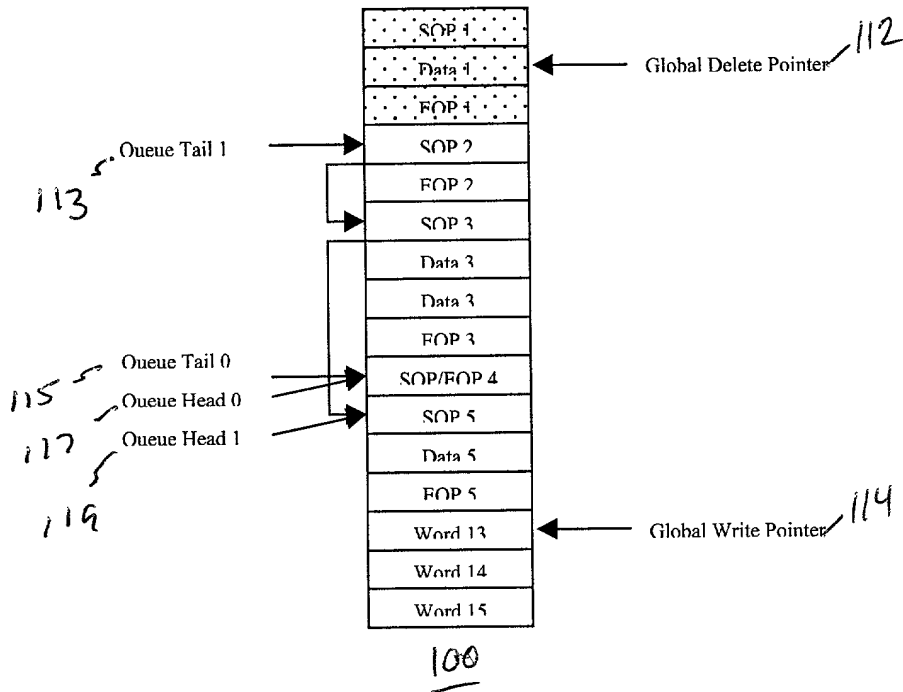 SOP 1
Data 1
Global Delete Pointer
112
EOP 1
Queue Tail 1
SOP 2
113
EOP 2
SOP 3
Data 3
Data 3
EOP 3
Queue Tail 0
115
SOP/EOP 4
Queue Head 0
117
SOP 5
Queue Head 1
119
Data 5
EOP 5
Word 13
Global Write Pointer
114
Word 14
Word 15
100